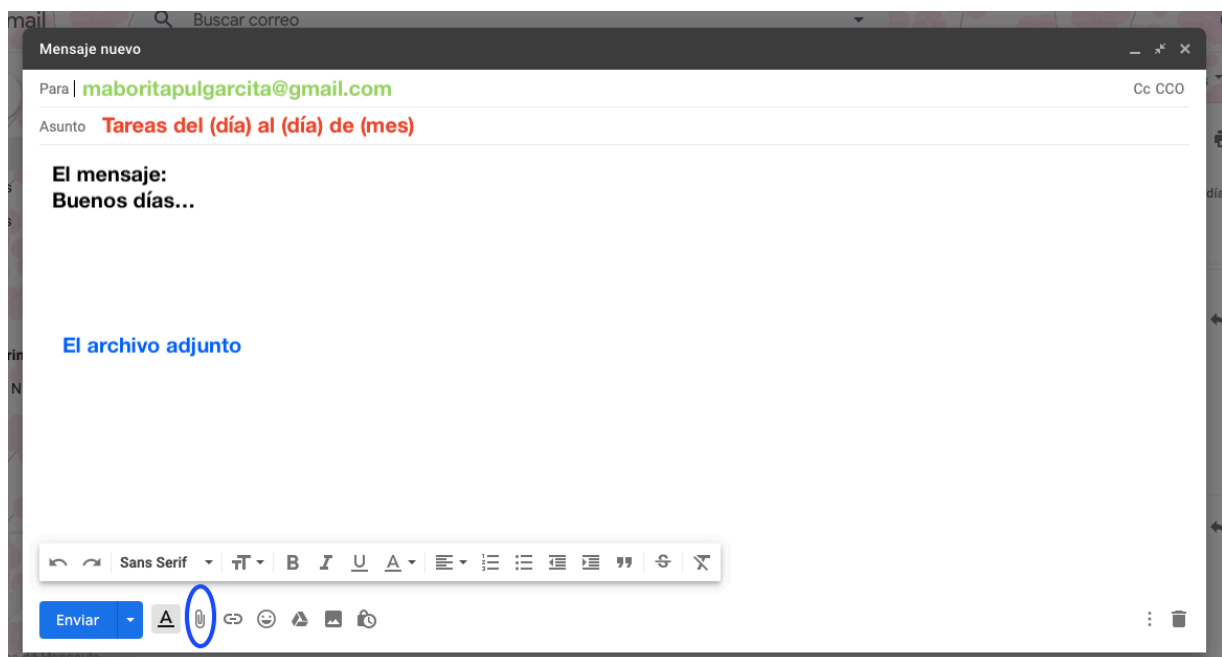 mail
Buscar correo
Mensaje nuevo
Para maboritapulgarcita@gmail.com Cc CCO
Asunto Tareas del (día) al (día) de (mes)
El mensaje:
Buenos días...
El archivo adjunto
Sans Serif
Enviar